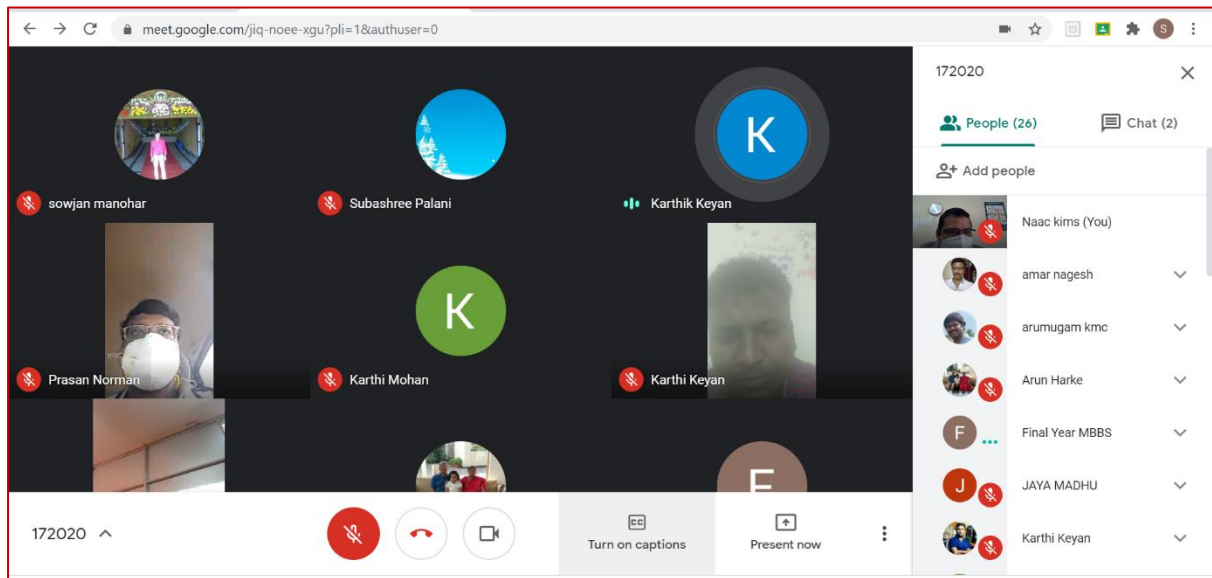 meet.google.com/jiq-noee-xgu?pli=1&authuser=0
S
172020
People (26)
Chat (2)
Add people
K
sowjan manohar
Subashree Palani
Karthik Keyan
Naac kims (You)
amar nagesh
K
arumugam kmc
Prasan Norman
Karthi Mohan
Karthi Keyan
Arun Harke
F
Final Year MBBS
F
J
JAYA MADHU
172020
CC
Turn on captions
Present now
Karthi Keyan